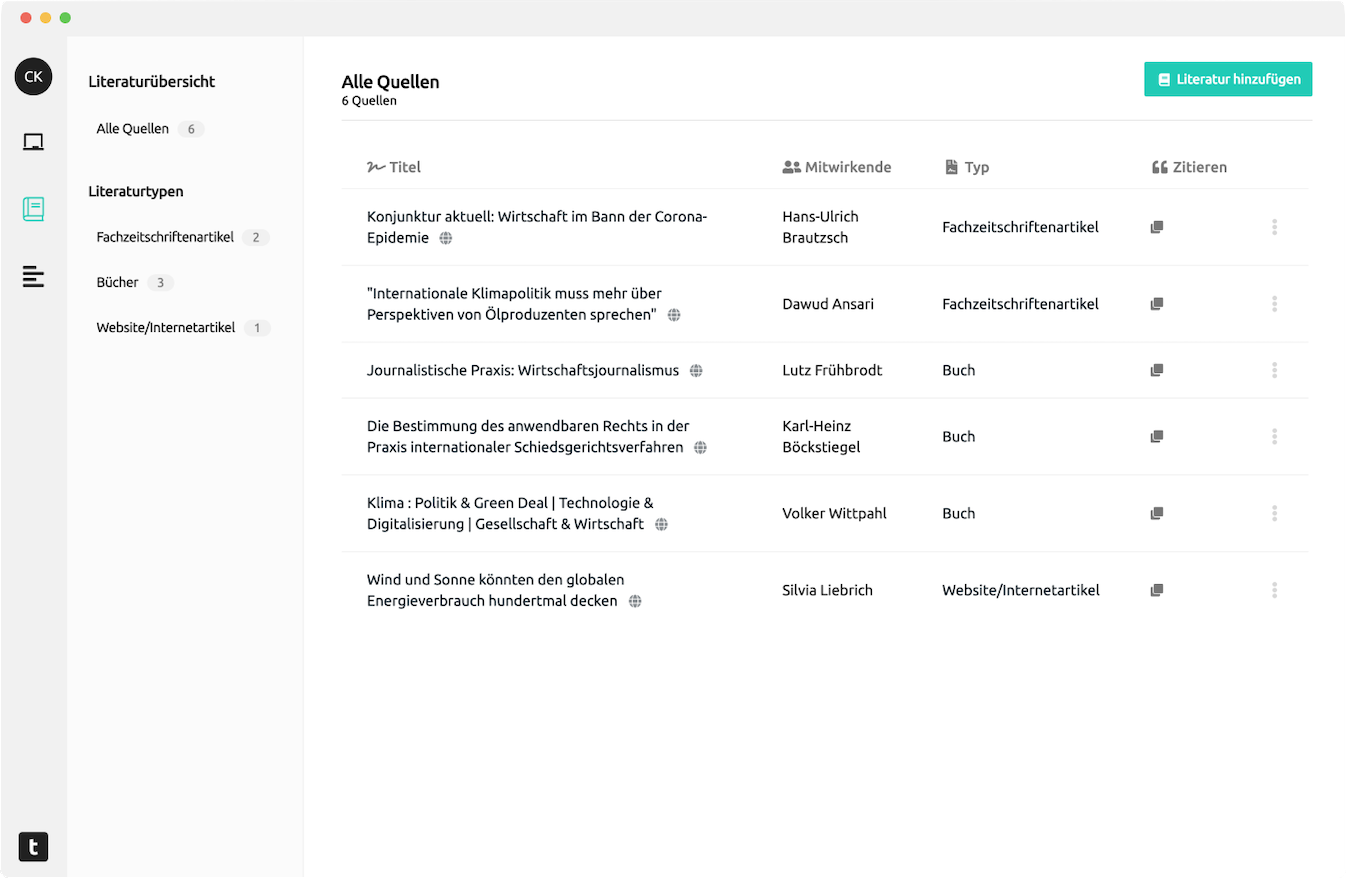 CK
Literaturübersicht
Alle Quellen 6
Literaturtypen
Fachzeitschriftenartikel 2
Bücher 3
Website/Internetartikel 1
t
Alle Quellen
6 Quellen
Literatur hinzufügen
Titel Mitwirkende Typ Zitieren
Konjunktur aktuell: Wirtschaft im Bann der Corona-
Epidemie
Hans-Ulrich
Brautzsch
Fachzeitschriftenartikel
"Internationale Klimapolitik muss mehr über
Perspektiven von Ölproduzenten sprechen"
Dawud Ansari
Fachzeitschriftenartikel
Journalistische Praxis: Wirtschaftsjournalismus
Lutz Frühbrodt
Buch
Die Bestimmung des anwendbaren Rechts in der
Praxis internationaler Schiedsgerichtsverfahren
Karl-Heinz
Böckstiegel
Buch
Klima : Politik & Green Deal | Technologie &
Digitalisierung | Gesellschaft & Wirtschaft
Volker Wittpahl
Buch
Wind und Sonne könnten den globalen
Energieverbrauch hundertmal decken
Silvia Liebrich
Website/Internetartikel